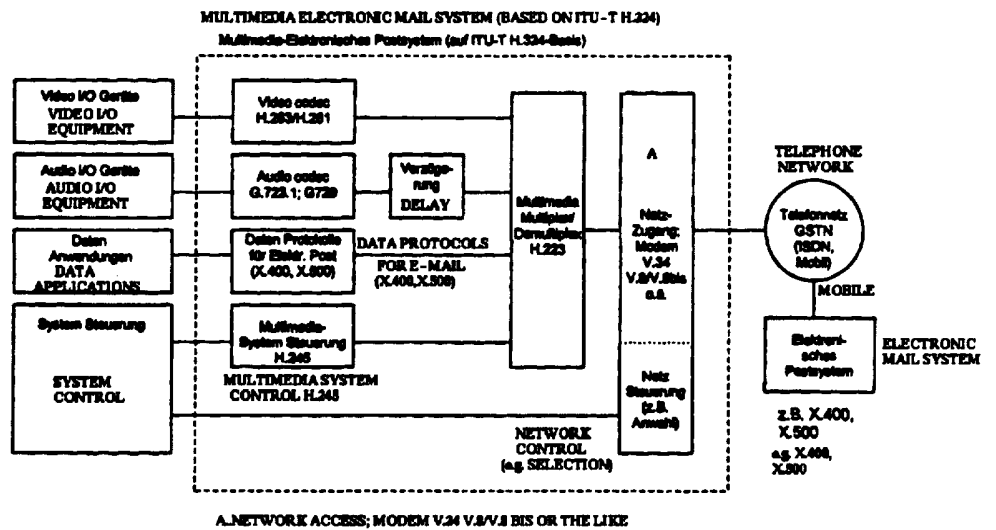 MULTIMEDIA ELECTRONIC MAIL SYSTEM (BASED ON ITU-T H.324)
Multimedia-Elektronisches Postsystem (auf ITU-T H.324-Basis)
Video I/O Geräte
VIDEO I/O
EQUIPMENT
Video codec
H.263/H.261
Audio I/O Geräte
AUDIO I/O
EQUIPMENT
Audio codec
G.723.1; G729
Verzöge-
rung
DELAY
Daten
Anwendungen
DATA
APPLICATIONS
Daten Protokolle
für Elektr. Post
(X.400, X.500)
DATA PROTOCOLS
FOR E-MAIL
(X.400,X.500)
System Steuerung
SYSTEM
CONTROL
Multimedia-
System Steuerung
H.245
MULTIMEDIA SYSTEM
CONTROL H.245
Multimedia
Multiplex/
Demultiplex
H.223
A
Netz-
Zugang;
Modem
V.34
V.8/V.8bis
o.a.
Netz
Steuerung
(z.B.
Anwahl)
NETWORK
CONTROL
(e.g. SELECTION)
TELEPHONE
NETWORK
Telefonnetz
GSTN
(ISDN,
Mobil)
MOBILE
Elektroni-
sches
Postsystem
ELECTRONIC
MAIL SYSTEM
z.B. X.400,
X.500
e.g. X.400,
X.500
A..NETWORK ACCESS; MODEM V.34 V.8/V.8 BIS OR THE LIKE